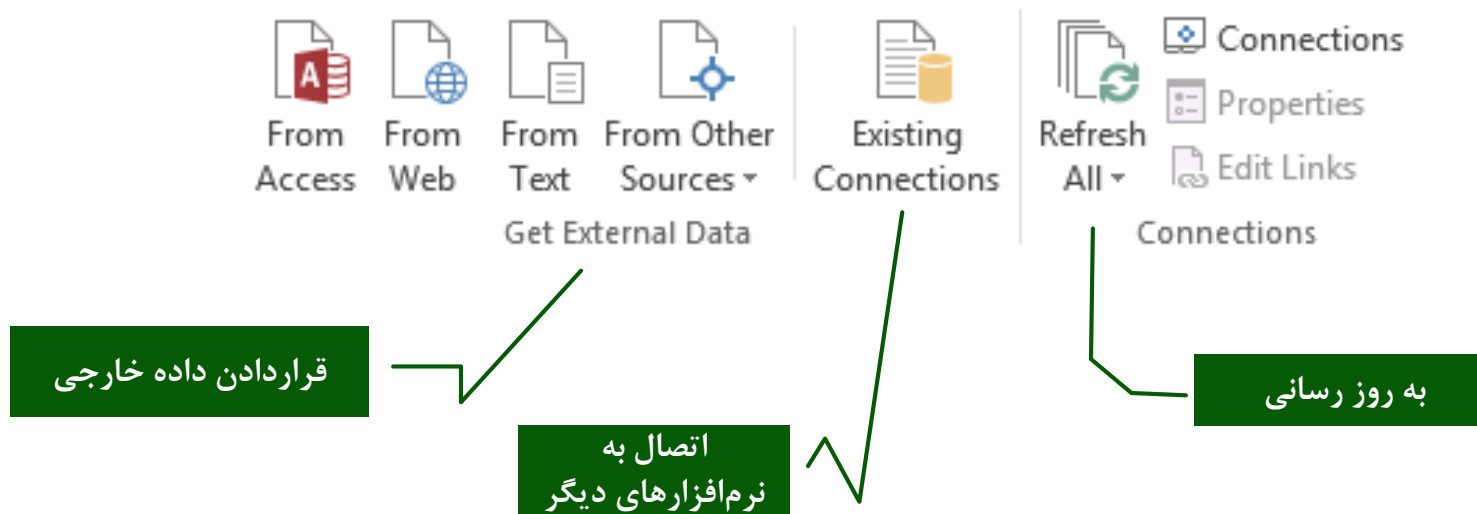 From Access
From Web
From Text
From Other Sources
Existing Connections
Refresh All
Connections
Properties
Edit Links
Get External Data
Connections
قراردادن داده خارجی
به روز رسانی
اتصال به
نرم‌افزارهای دیگر